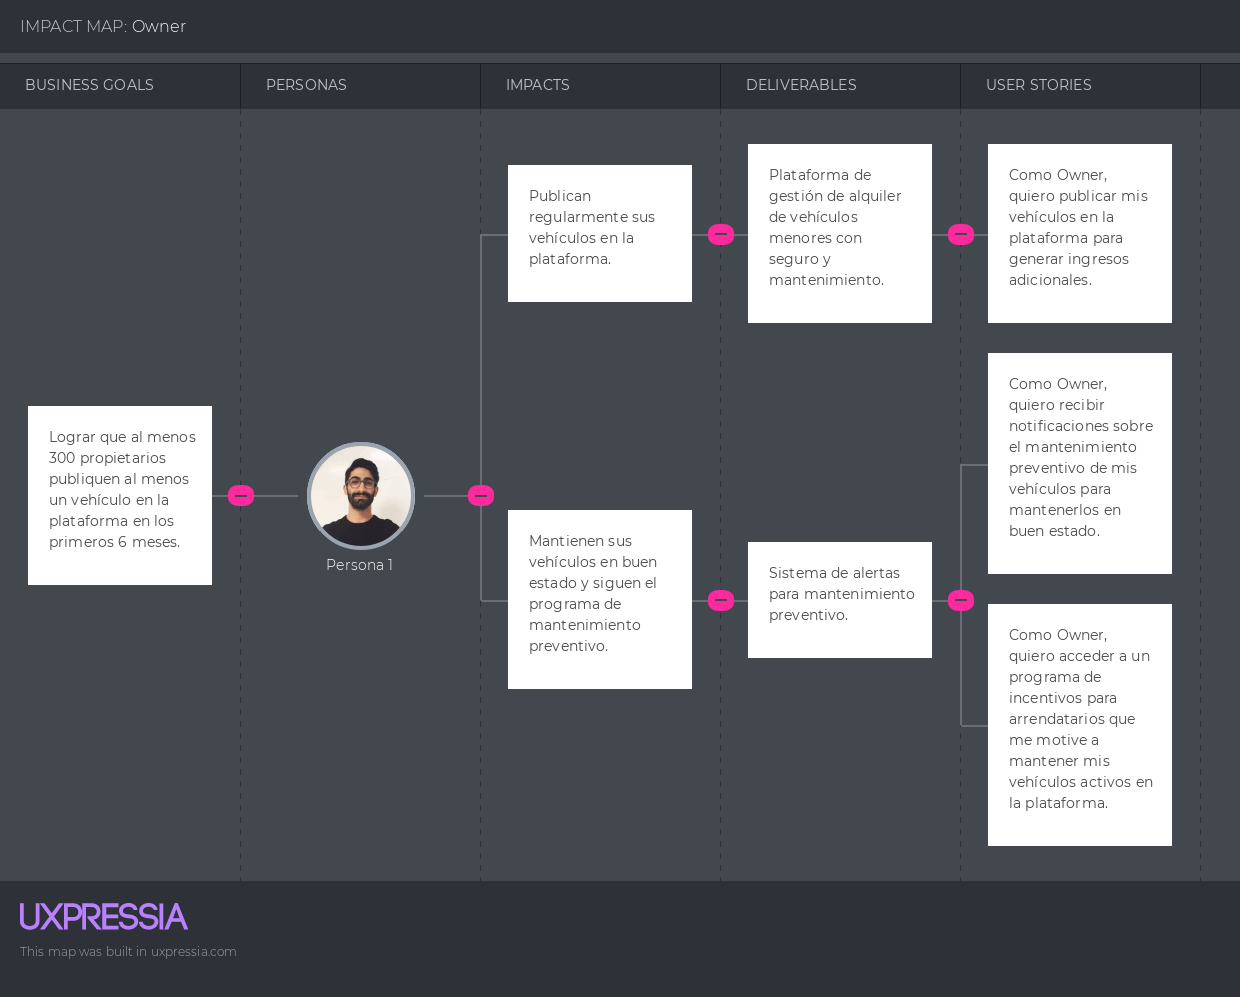 IMPACT MAP: Owner
BUSINESS GOALS
PERSONAS
IMPACTS
DELIVERABLES
USER STORIES
Lograr que al menos
300 propietarios
publiquen al menos
un vehículo en la
plataforma en los
primeros 6 meses.
Persona 1
Publican
regularmente sus
vehículos en la
plataforma.
Plataforma de
gestión de alquiler
de vehículos
menores con
seguro y
mantenimiento.
Como Owner,
quiero publicar mis
vehículos en la
plataforma para
generar ingresos
adicionales.
Mantienen sus
vehículos en buen
estado y siguen el
programa de
mantenimiento
preventivo.
Sistema de alertas
para mantenimiento
preventivo.
Como Owner,
quiero recibir
notificaciones sobre
el mantenimiento
preventivo de mis
vehículos para
mantenerlos en
buen estado.
Como Owner,
quiero acceder a un
programa de
incentivos para
arrendatarios que
me motive a
mantener mis
vehículos activos en
la plataforma.
UXPRESSIA
This map was built in uxpressia.com